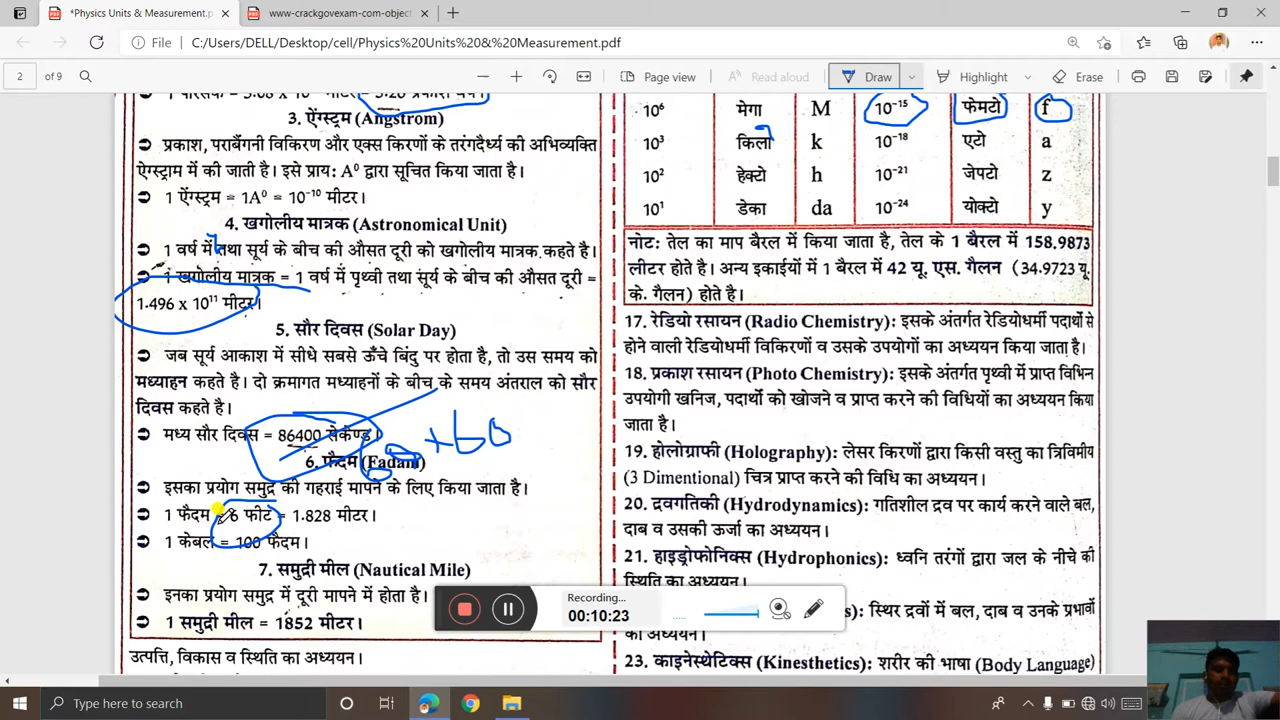 *Physics Units & Measurement.p
www-crackgovexam-com-object
File
C:/Users/DELL/Desktop/cell/Physics%20Units%20&%20Measurement.pdf
2 of 9
Page view
Read aloud
Draw
Highlight
Erase
3. ऐंग्स्ट्रम (Angstrom)
प्रकाश, पराबैंगनी विकिरण और एक्स किरणों के तरंगदैर्ध्य की अभिव्यक्ति
ऐंग्स्ट्राम में की जाती है। इसे प्राय: A⁰ द्वारा सूचित किया जाता है।
1 ऐंग्स्ट्रम = 1A⁰ = 10⁻¹⁰ मीटर।
4. खगोलीय मात्रक (Astronomical Unit)
1 वर्ष में तथा सूर्य के बीच की औसत दूरी को खगोलीय मात्रक कहते है।
1 खगोलीय मात्रक = 1 वर्ष में पृथ्वी तथा सूर्य के बीच की औसत दूरी =
1.496 x 10¹¹ मीटर।
5. सौर दिवस (Solar Day)
जब सूर्य आकाश में सीधे सबसे ऊँचे बिंदु पर होता है, तो उस समय को
मध्याहन कहते है। दो क्रमागत मध्याहनों के बीच के समय अंतराल को सौर
दिवस कहते है।
मध्य सौर दिवस = 86400 सेकेण्ड।
60 x 60
6. फैदम (Fadam)
इसका प्रयोग समुद्र की गहराई मापने के लिए किया जाता है।
1 फैदम = 6 फीट = 1.828 मीटर।
1 केबल = 100 फैदम।
7. समुद्री मील (Nautical Mile)
इनका प्रयोग समुद्र में दूरी मापने में होता है।
1 समुद्री मील = 1852 मीटर।
उत्पत्ति, विकास व स्थिति का अध्ययन।
10⁶ मेगा M 10⁻¹⁵ फेमटो f
10³ किलो k 10⁻¹⁸ एटो a
10² हेक्टो h 10⁻²¹ जेपटो z
10¹ डेका da 10⁻²⁴ योक्टो y
नोट: तेल का माप बैरल में किया जाता है, तेल के 1 बैरल में 158.9873
लीटर होते है। अन्य इकाईयों में 1 बैरल में 42 यू. एस. गैलन (34.9723 यू.
के. गैलन) होते है।
17. रेडियो रसायन (Radio Chemistry): इसके अंतर्गत रेडियोधर्मी पदार्थो से
होने वाली रेडियोधर्मी विकिरणों व उसके उपयोगों का अध्ययन किया जाता है।
18. प्रकाश रसायन (Photo Chemistry): इसके अंतर्गत पृथ्वी में प्राप्त विभिन
उपयोगी खनिज, पदार्थों को खोजने व प्राप्त करने की विधियों का अध्ययन किया
जाता है।
19. होलोग्राफी (Holography): लेसर किरणों द्वारा किसी वस्तु का त्रिविमीय
(3 Dimentional) चित्र प्राप्त करने की विधि का अध्ययन।
20. द्रवगतिकी (Hydrodynamics): गतिशील द्रव पर कार्य करने वाले बल,
दाब व उसकी ऊर्जा का अध्ययन।
21. हाइड्रोफोनिक्स (Hydrophonics): ध्वनि तरंगों द्वारा जल के नीचे की
स्थिति का अध्ययन।
स्थिर द्रवों में बल, दाब व उनके प्रभावों
का अध्ययन।
23. काइनेस्थेटिक्स (Kinesthetics): शरीर की भाषा (Body Language)
Recording...
00:10:23
Type here to search